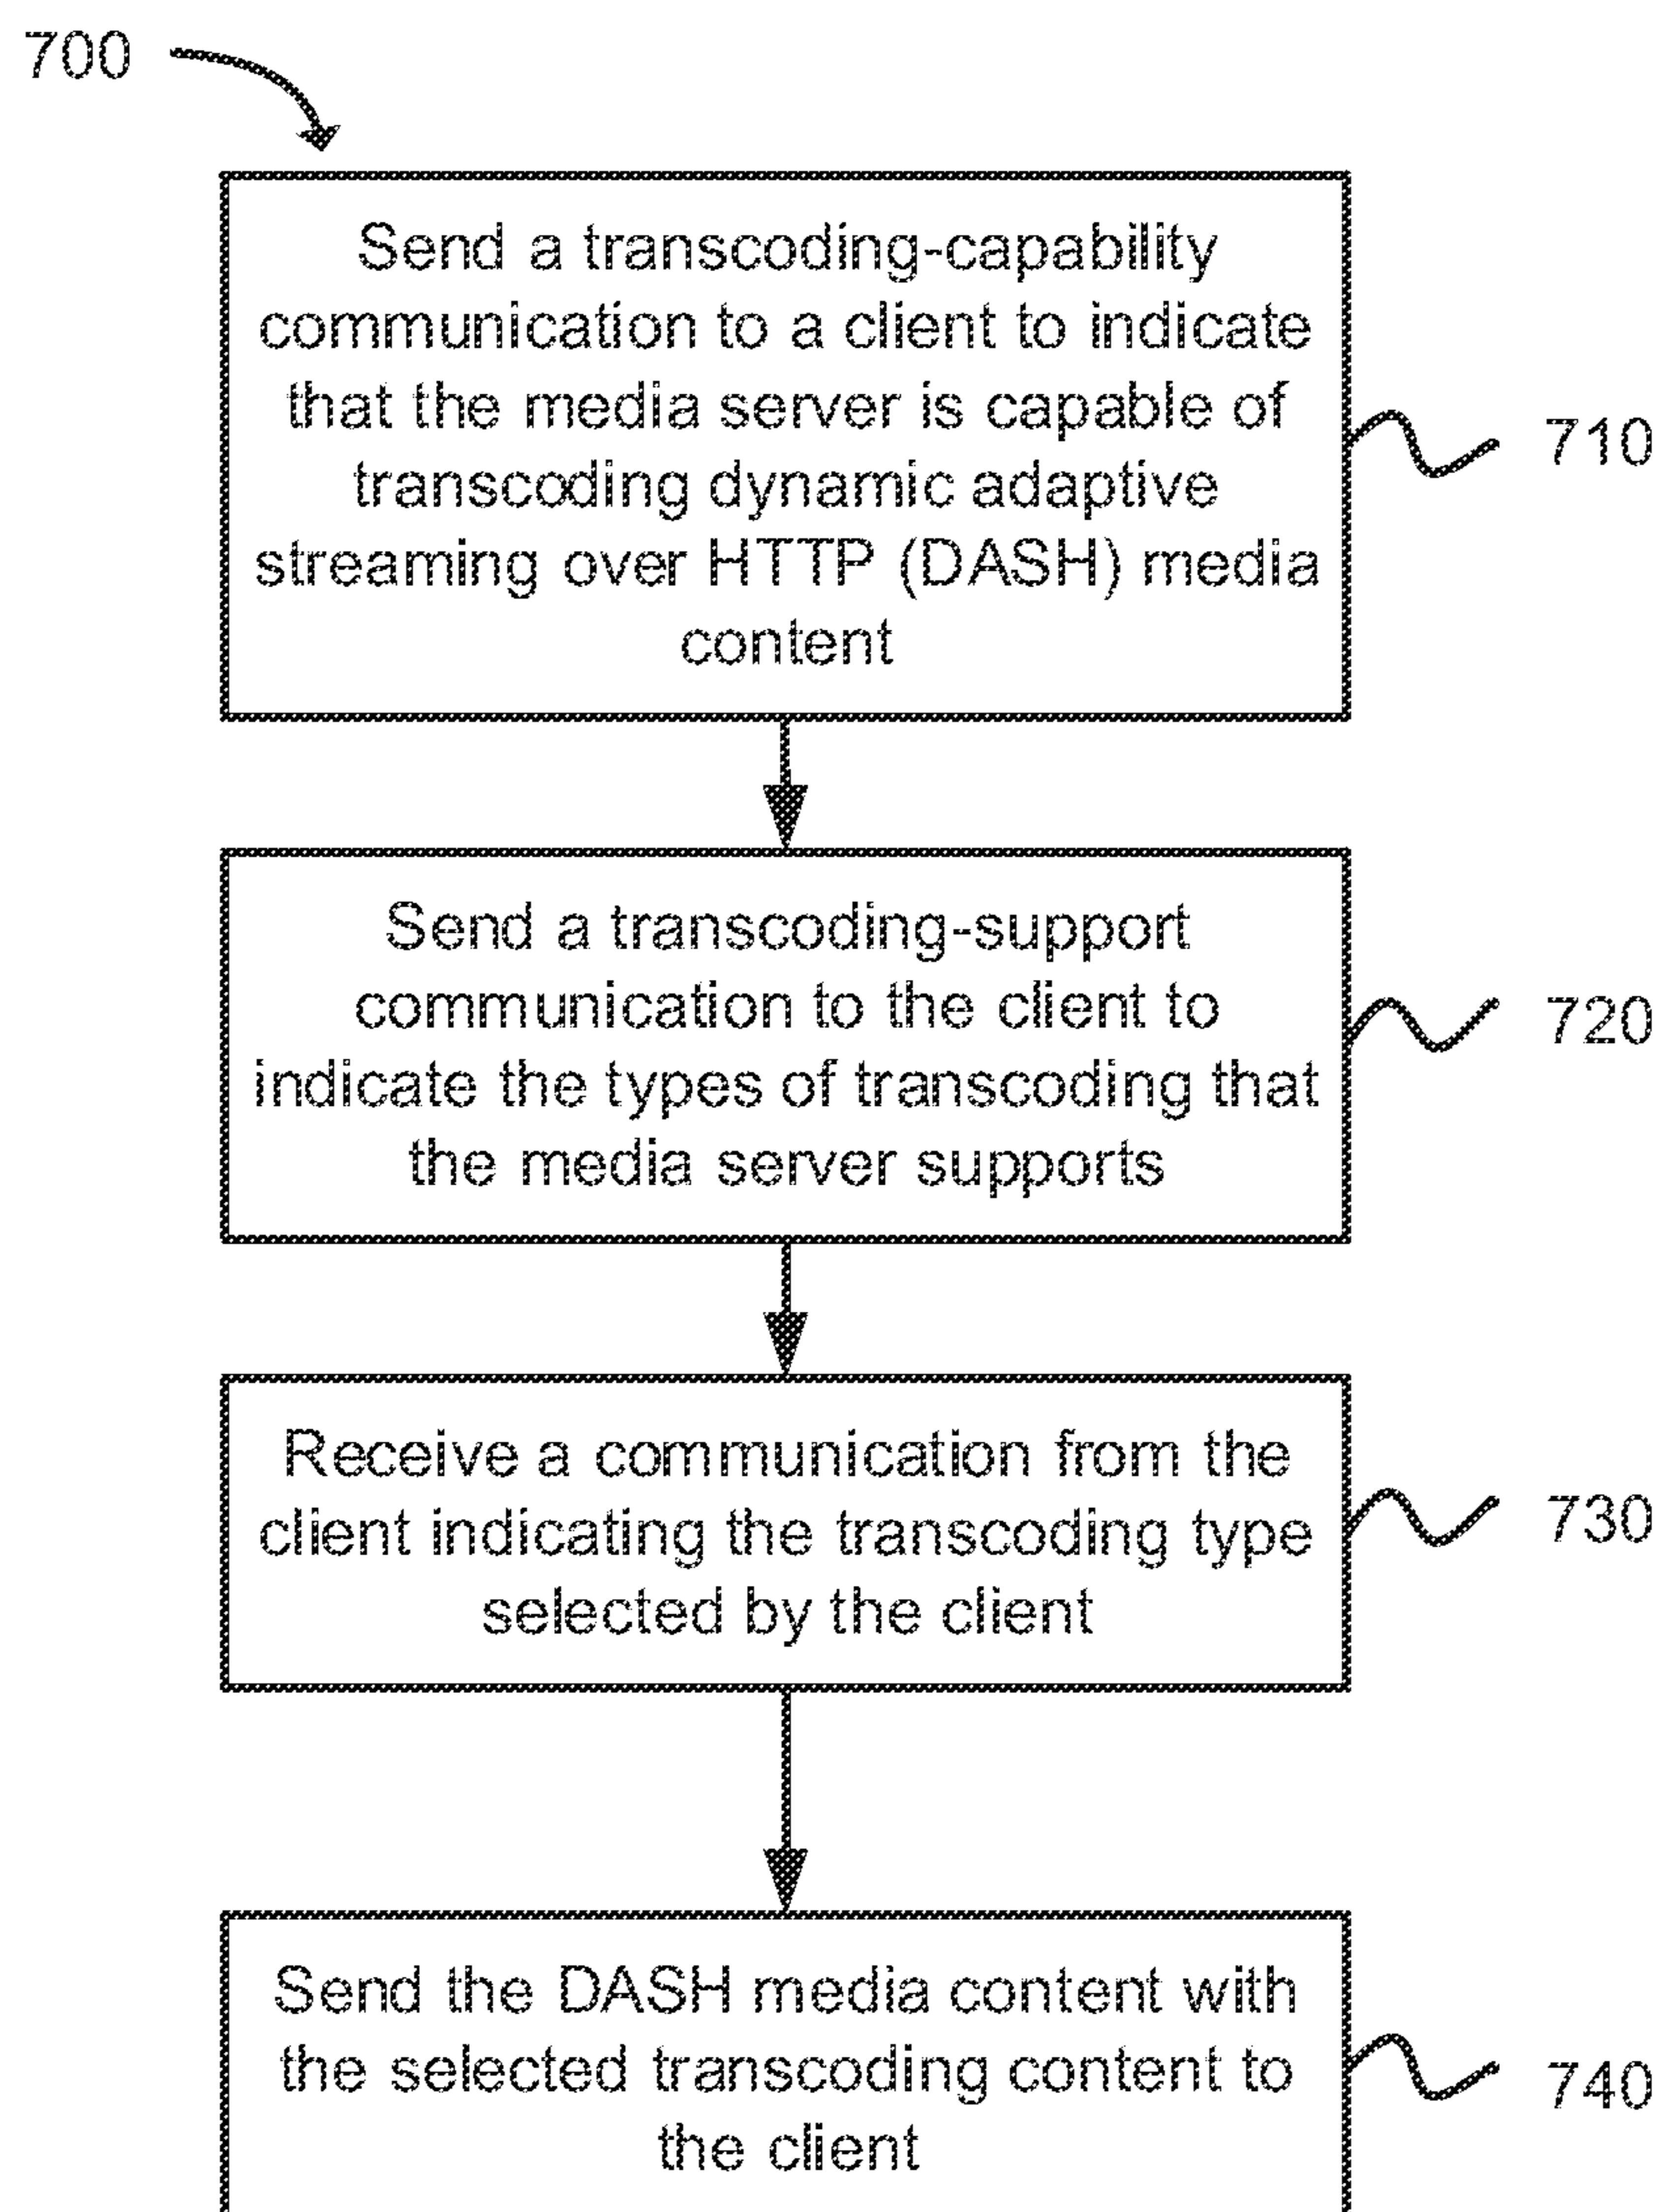 700
Send a transcoding-capability
communication to a client to indicate
that the media server is capable of
transcoding dynamic adaptive
streaming over HTTP (DASH) media
content
710
Send a transcoding-support
communication to the client to
indicate the types of transcoding that
the media server supports
720
Receive a communication from the
client indicating the transcoding type
selected by the client
730
Send the DASH media content with
the selected transcoding content to
the client
740